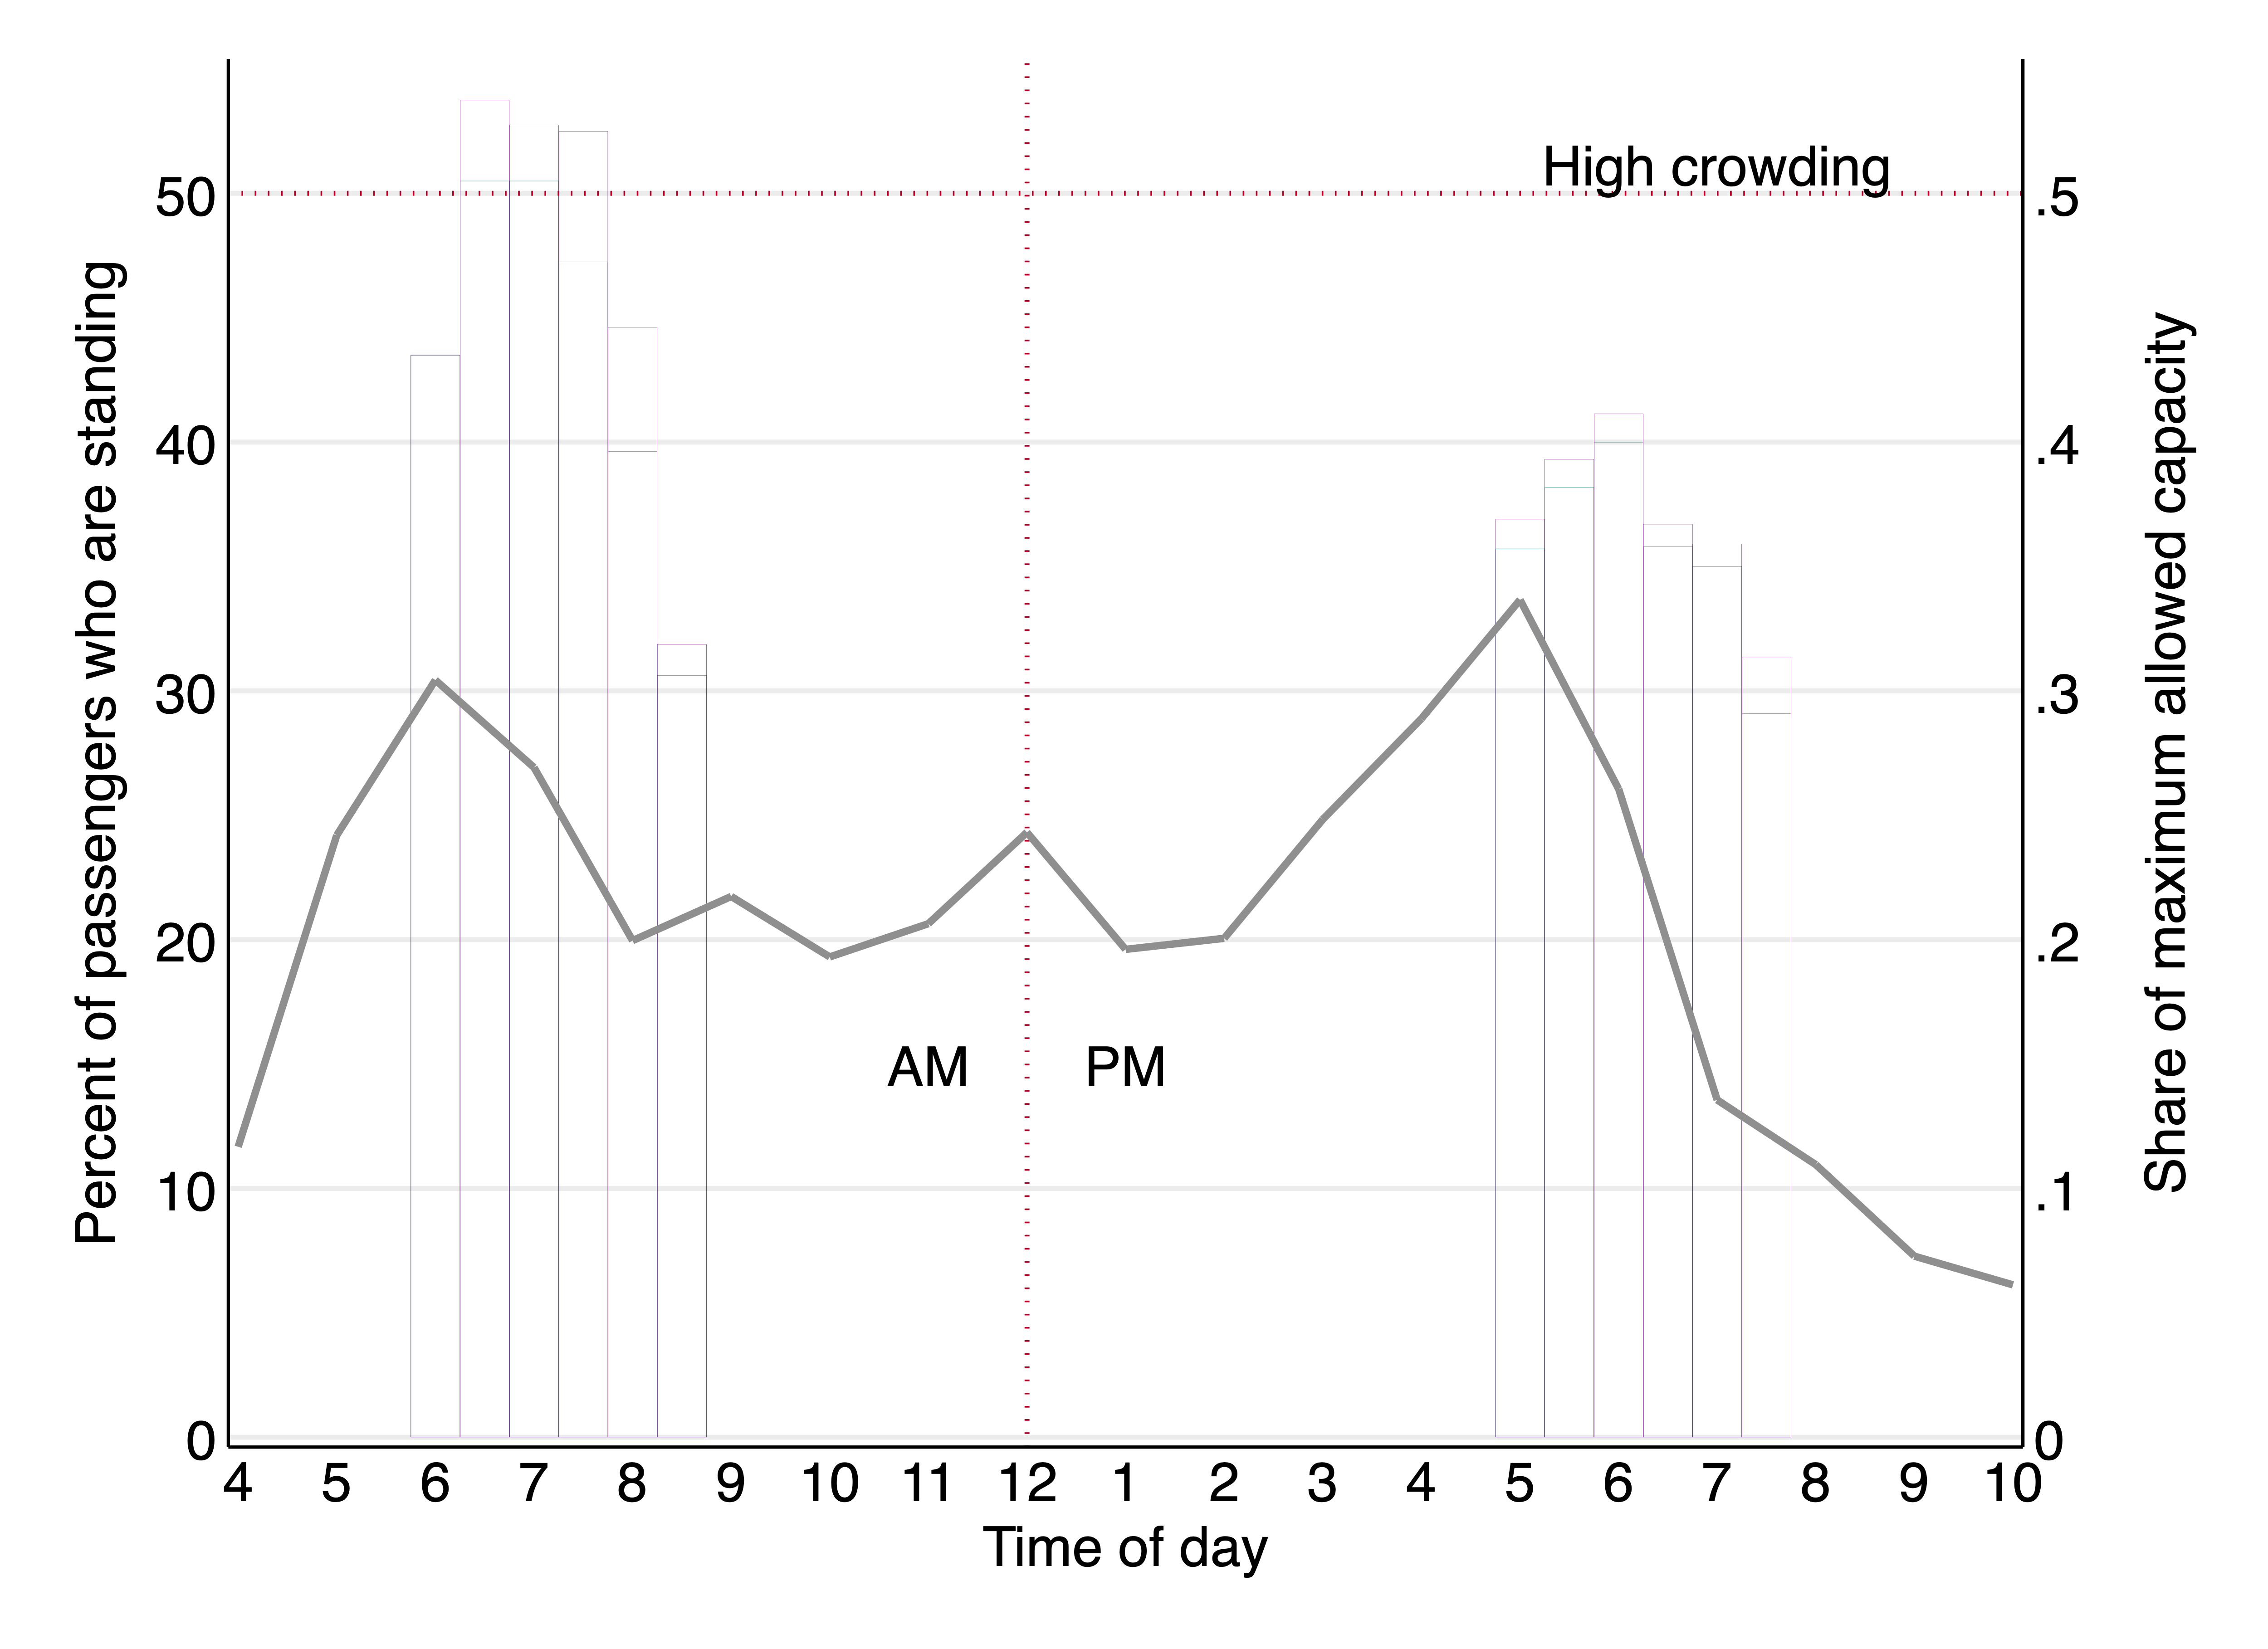 High crowding
50
40
30
20
10
0
Percent of passengers who are standing
.5
.4
.3
.2
.1
0
Share of maximum allowed capacity
AM PM
4 5 6 7 8 9 10 11 12 1 2 3 4 5 6 7 8 9 10
Time of day